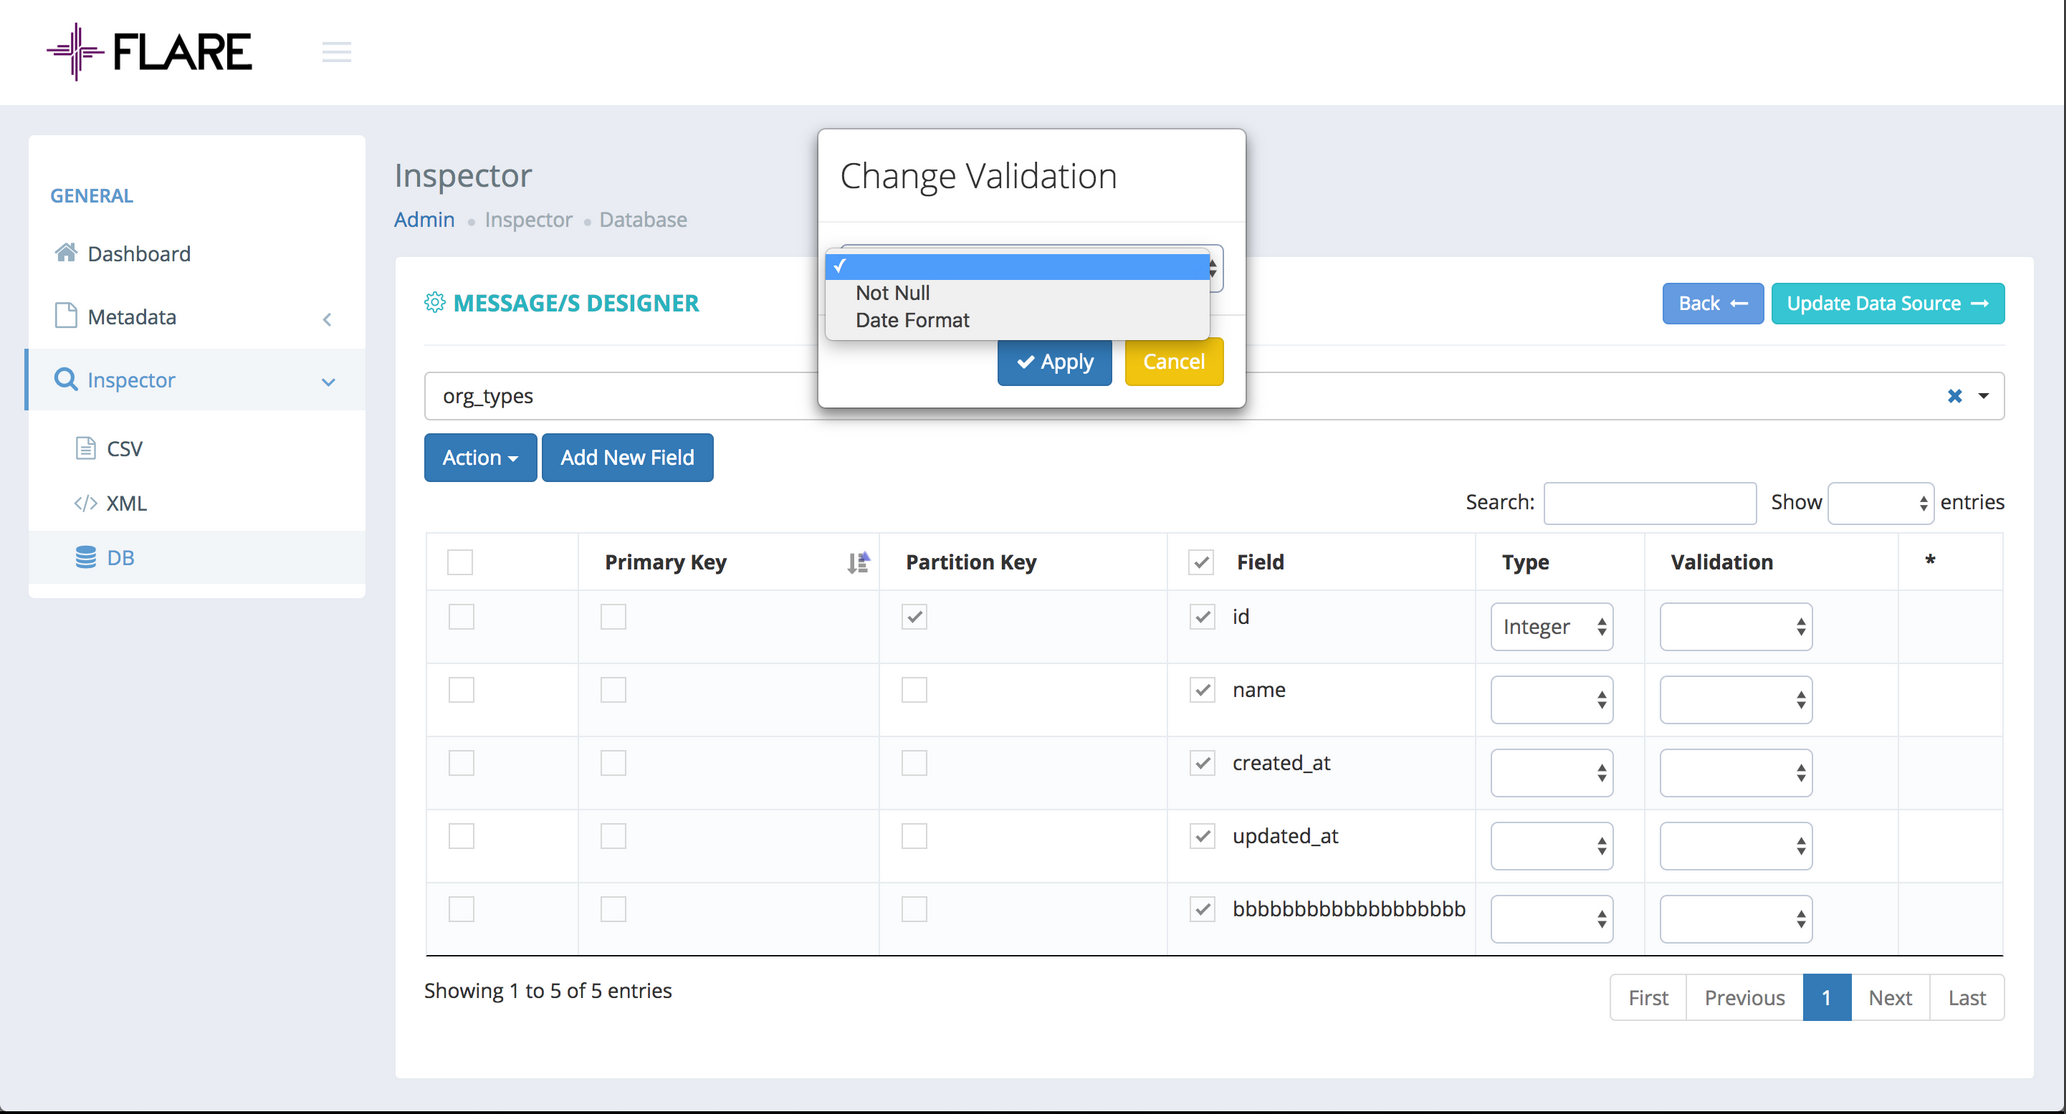 FLARE
GENERAL
Dashboard
Metadata
Inspector
CSV
XML
DB
Inspector
Admin Inspector Database
Change Validation
Not Null
Date Format
Apply Cancel
MESSAGE/S DESIGNER
Back Update Data Source
org_types
Action Add New Field
Search: Show entries
Primary Key Partition Key Field Type Validation *
id Integer
name
created_at
updated_at
bbbbbbbbbbbbbbbbbbb
Showing 1 to 5 of 5 entries
First Previous 1 Next Last